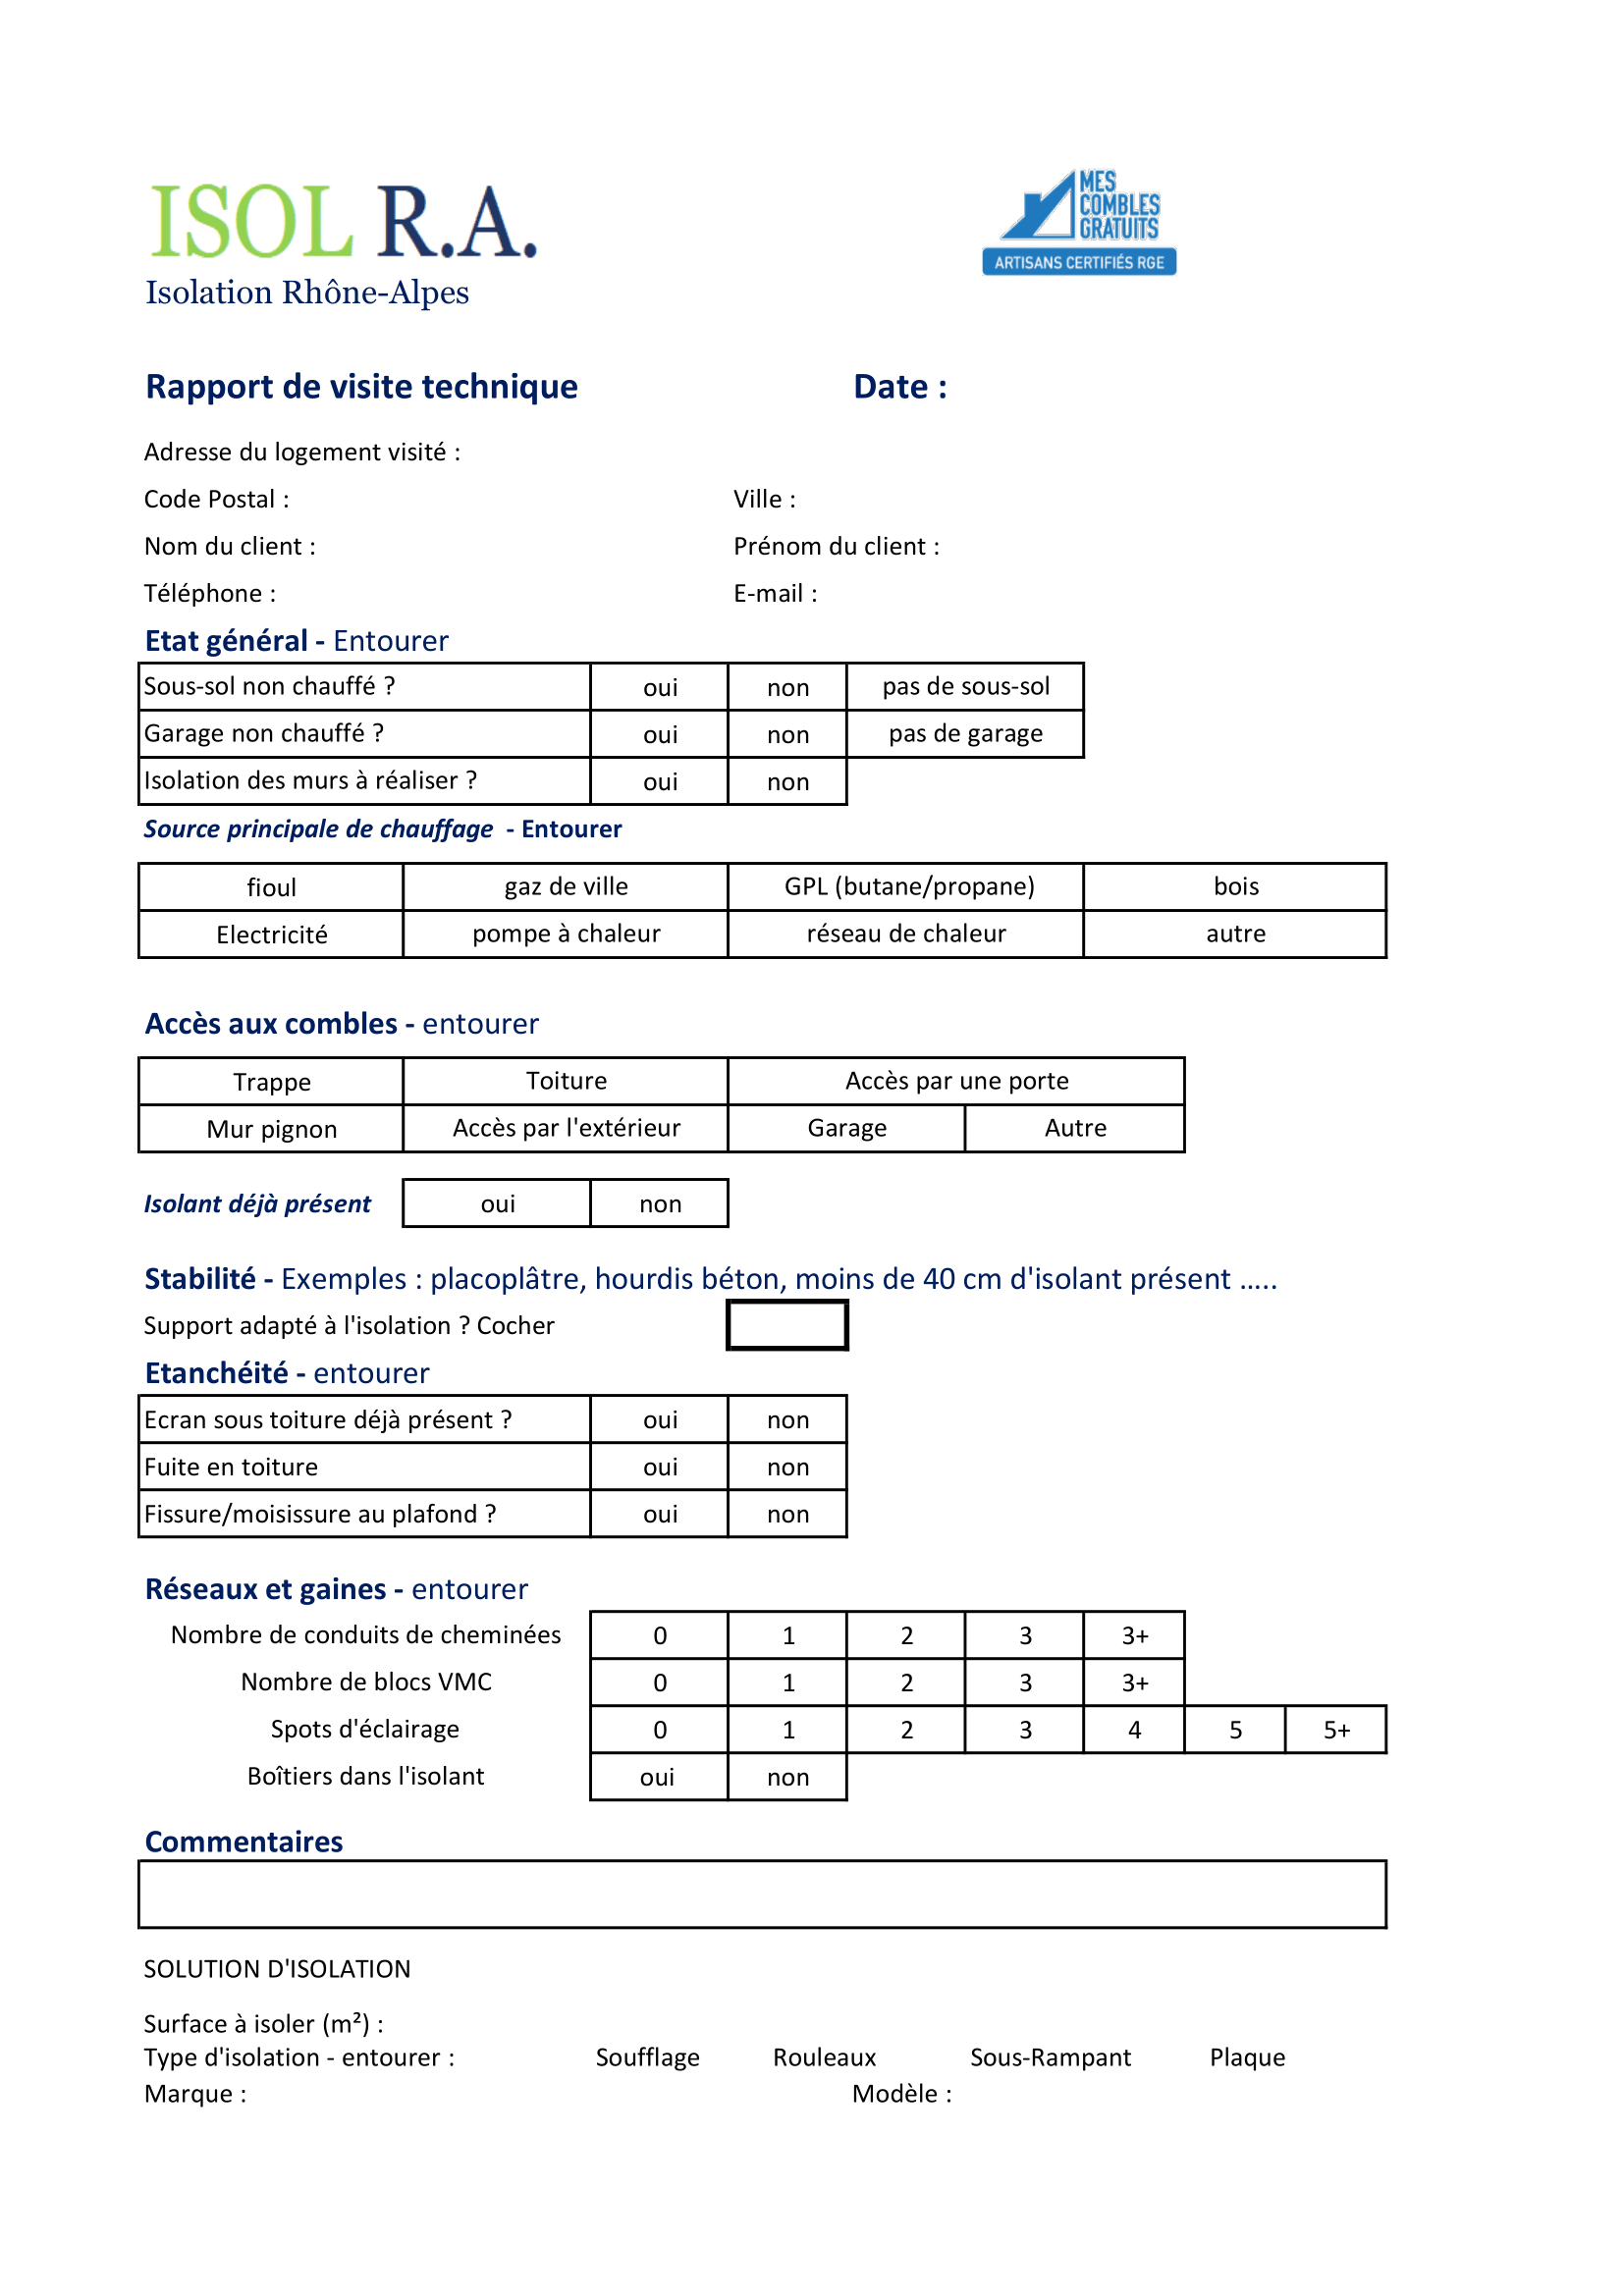 ISOL R.A.
Isolation Rhône-Alpes
MES
COMBLES
GRATUITS
ARTISANS CERTIFIÉS RGE
Rapport de visite technique Date :
Adresse du logement visité :
Code Postal : Ville :
Nom du client : Prénom du client :
Téléphone : E-mail :
Etat général - Entourer
Sous-sol non chauffé ? oui non pas de sous-sol
Garage non chauffé ? oui non pas de garage
Isolation des murs à réaliser ? oui non
Source principale de chauffage - Entourer
fioul gaz de ville GPL (butane/propane) bois
Electricité pompe à chaleur réseau de chaleur autre
Accès aux combles - entourer
Trappe Toiture Accès par une porte
Mur pignon Accès par l'extérieur Garage Autre
Isolant déjà présent oui non
Stabilité - Exemples : placoplâtre, hourdis béton, moins de 40 cm d'isolant présent .....
Support adapté à l'isolation ? Cocher
Etanchéité - entourer
Ecran sous toiture déjà présent ? oui non
Fuite en toiture oui non
Fissure/moisissure au plafond ? oui non
Réseaux et gaines - entourer
Nombre de conduits de cheminées 0 1 2 3 3+
Nombre de blocs VMC 0 1 2 3 3+
Spots d'éclairage 0 1 2 3 4 5 5+
Boîtiers dans l'isolant oui non
Commentaires
SOLUTION D'ISOLATION
Surface à isoler (m²) :
Type d'isolation - entourer : Soufflage Rouleaux Sous-Rampant Plaque
Marque : Modèle :